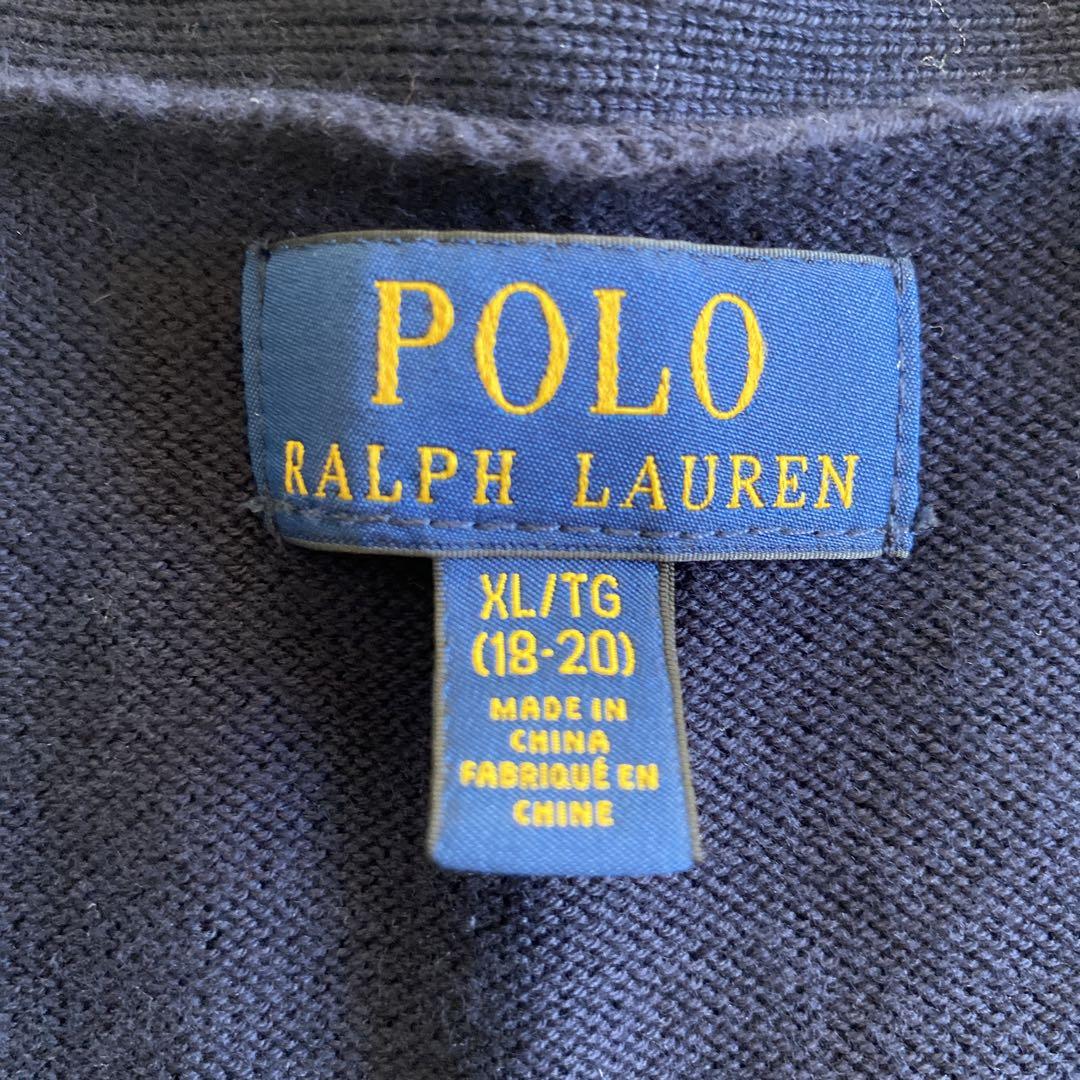 POLO
RALPH LAUREN
XL/TG
(18-20)
MADE IN
CHINA
FABRIQUÉ EN
CHINE